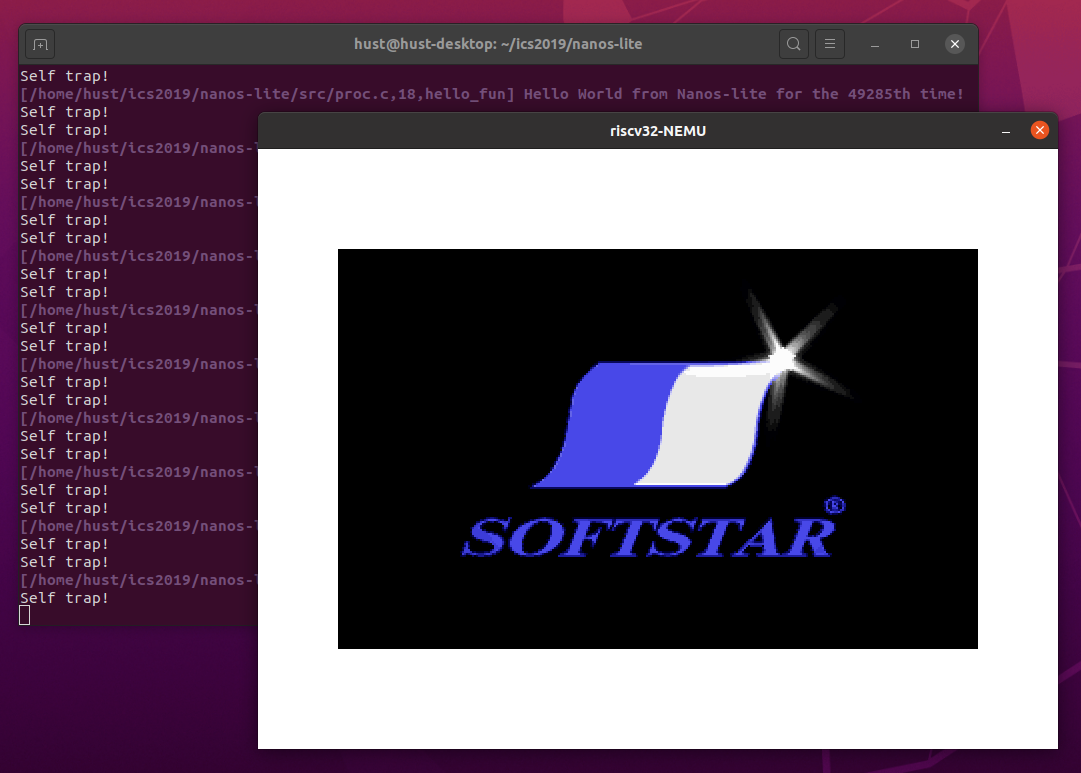 hust@hust-desktop: ~/ics2019/nanos-lite
Self trap!
[/home/hust/ics2019/nanos-lite/src/proc.c,18,hello_fun] Hello World from Nanos-lite for the 49285th time!
Self trap!
Self trap!
[/home/hust/ics2019/nanos-
Self trap!
Self trap!
[/home/hust/ics2019/nanos-
Self trap!
Self trap!
[/home/hust/ics2019/nanos-
Self trap!
Self trap!
[/home/hust/ics2019/nanos-
Self trap!
Self trap!
[/home/hust/ics2019/nanos-
Self trap!
Self trap!
[/home/hust/ics2019/nanos-
Self trap!
Self trap!
[/home/hust/ics2019/nanos-
Self trap!
Self trap!
[/home/hust/ics2019/nanos-
Self trap!
Self trap!
[/home/hust/ics2019/nanos-
Self trap!
riscv32-NEMU
SOFTSTAR®